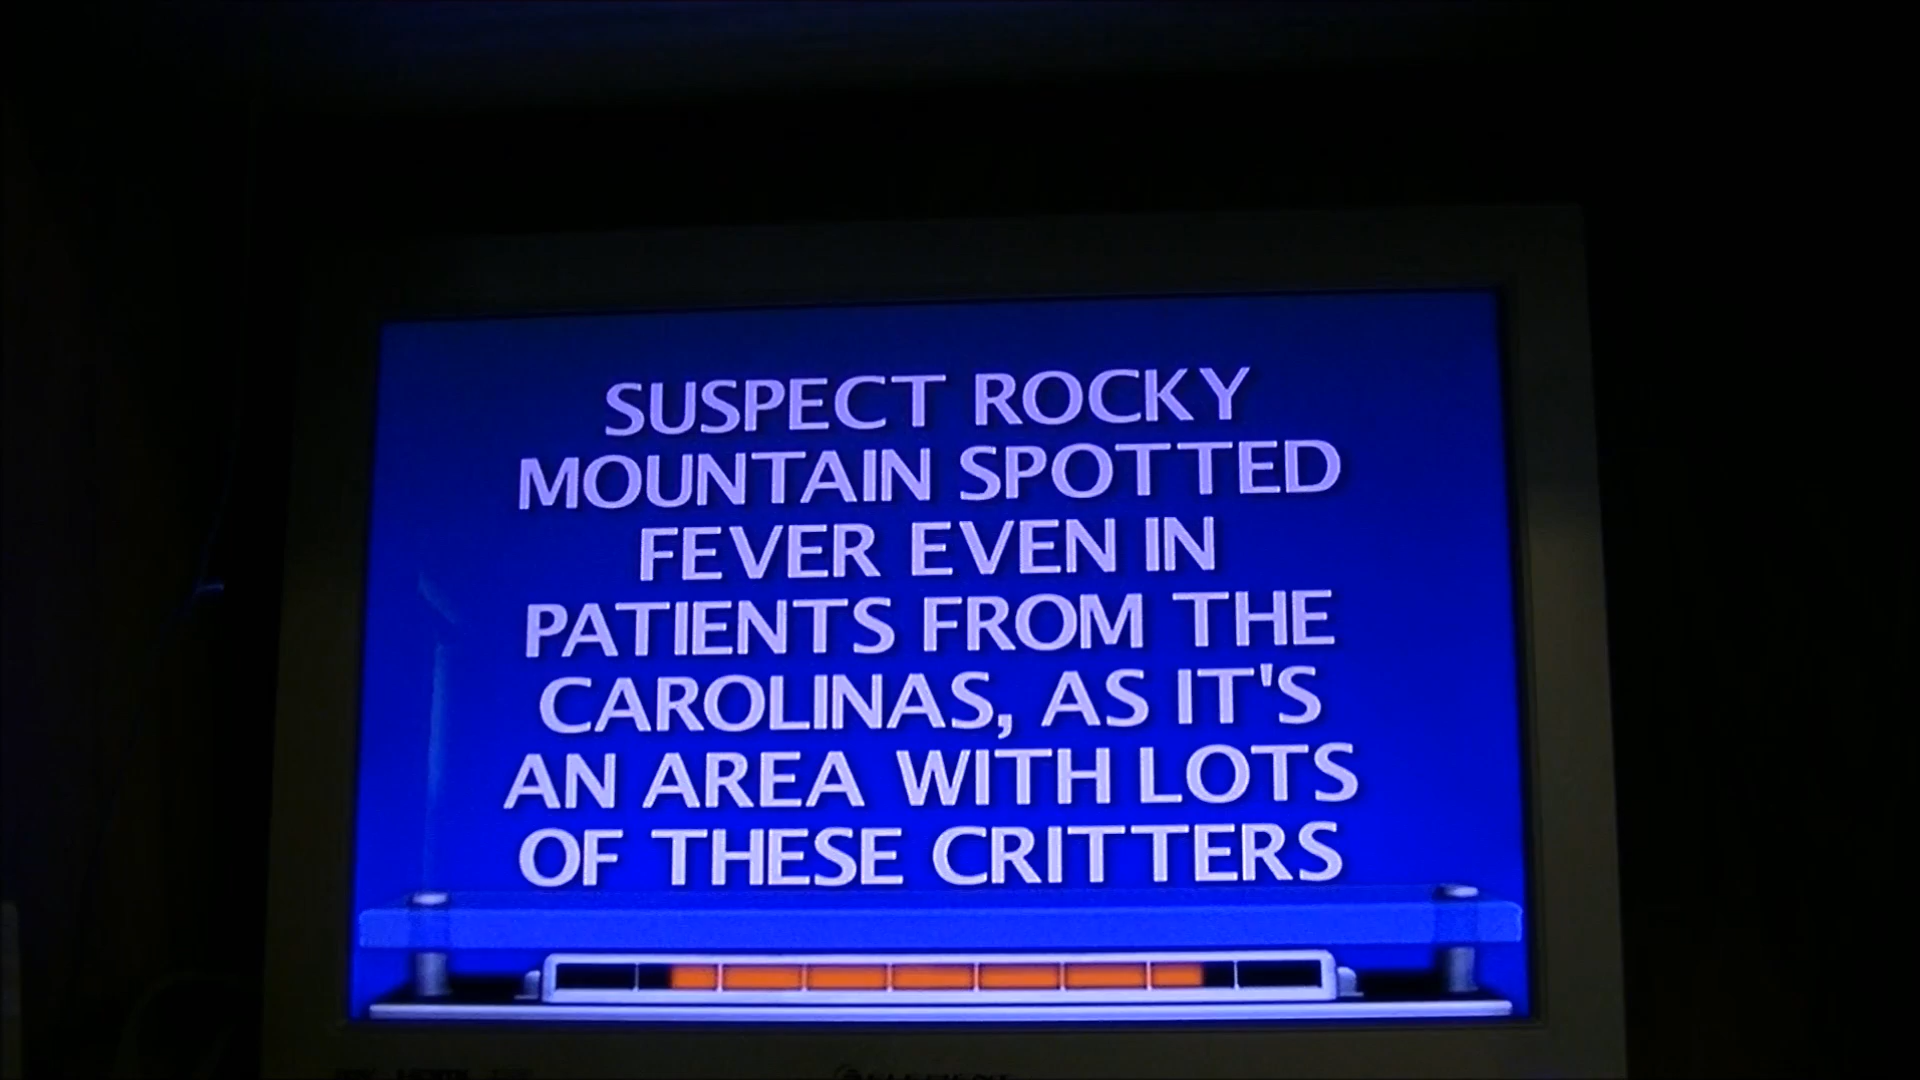 SUSPECT ROCKY
MOUNTAIN SPOTTED
FEVER EVEN IN
PATIENTS FROM THE
CAROLINAS, AS IT'S
AN AREA WITH LOTS
OF THESE CRITTERS